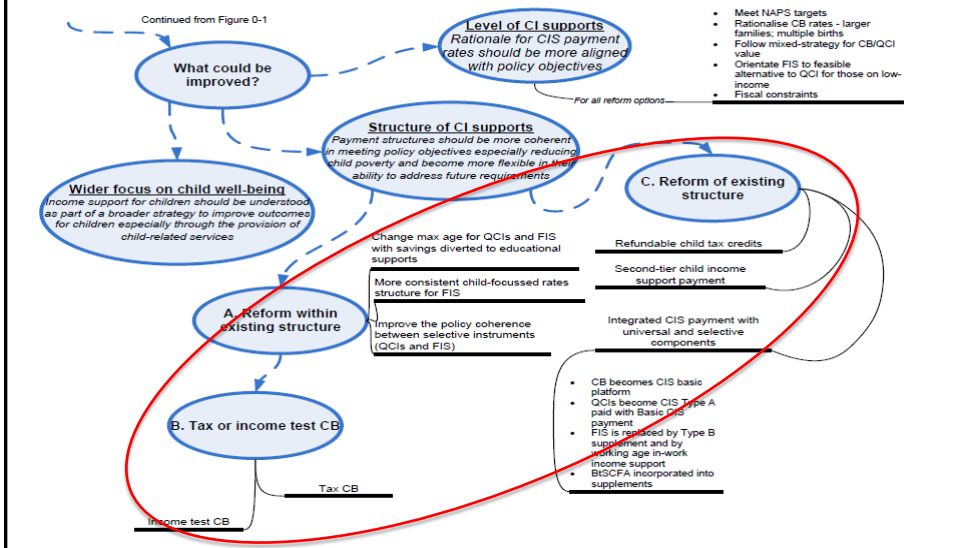 Continued from Figure 0-1
What could be
improved?
Level of CI supports
Rationale for CIS payment
rates should be more aligned
with policy objectives
For all reform options
• Meet NAPS targets
• Rationalise CB rates - larger
families; multiple births
• Follow mixed-strategy for CB/QCI
value
• Orientate FIS to feasible
alternative to QCI for those on low-
income
• Fiscal constraints
Structure of CI supports
Payment structures should be more coherent
in meeting policy objectives especially reducing
child poverty and become more flexible in their
ability to address future requirements
Wider focus on child well-being
Income support for children should be understood
as part of a broader strategy to improve outcomes
for children especially through the provision of
child-related services
C. Reform of existing
structure
Refundable child tax credits
Second-tier child income
support payment
Integrated CIS payment with
universal and selective
components
• CB becomes CIS basic
platform
• QCIs become CIS Type A
paid with Basic CIS
payment
• FIS is replaced by Type B
supplement and by
working age in-work
income support
• BtSCFA incorporated into
supplements
Change max age for QCIs and FIS
with savings diverted to educational
supports
More consistent child-focussed rates
structure for FIS
Improve the policy coherence
between selective instruments
(QCIs and FIS)
A. Reform within
existing structure
B. Tax or income test CB
Tax CB
Income test CB